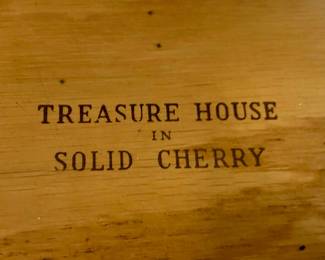 TREASURE HOUSE
IN
SOLID CHERRY